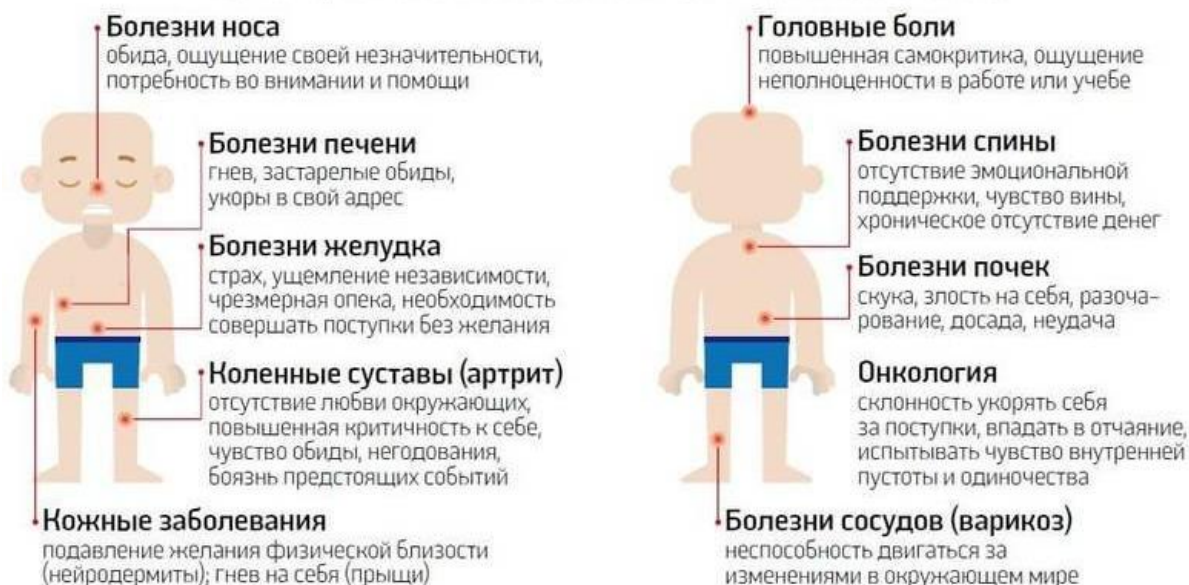 Болезни носа
обида, ощущение своей незначительности,
потребность во внимании и помощи
Болезни печени
гнев, застарелые обиды,
укоры в свой адрес
Болезни желудка
страх, ущемление независимости,
чрезмерная опека, необходимость
совершать поступки без желания
Коленные суставы (артрит)
отсутствие любви окружающих,
повышенная критичность к себе,
чувство обиды, негодования,
боязнь предстоящих событий
Кожные заболевания
подавление желания физической близости
(нейродермиты); гнев на себя (прыщи)
Головные боли
повышенная самокритика, ощущение
неполноценности в работе или учебе
Болезни спины
отсутствие эмоциональной
поддержки, чувство вины,
хроническое отсутствие денег
Болезни почек
скука, злость на себя, разоча-
рование, досада, неудача
Онкология
склонность укорять себя
за поступки, впадать в отчаяние,
испытывать чувство внутренней
пустоты и одиночества
Болезни сосудов (варикоз)
неспособность двигаться за
изменениями в окружающем мире